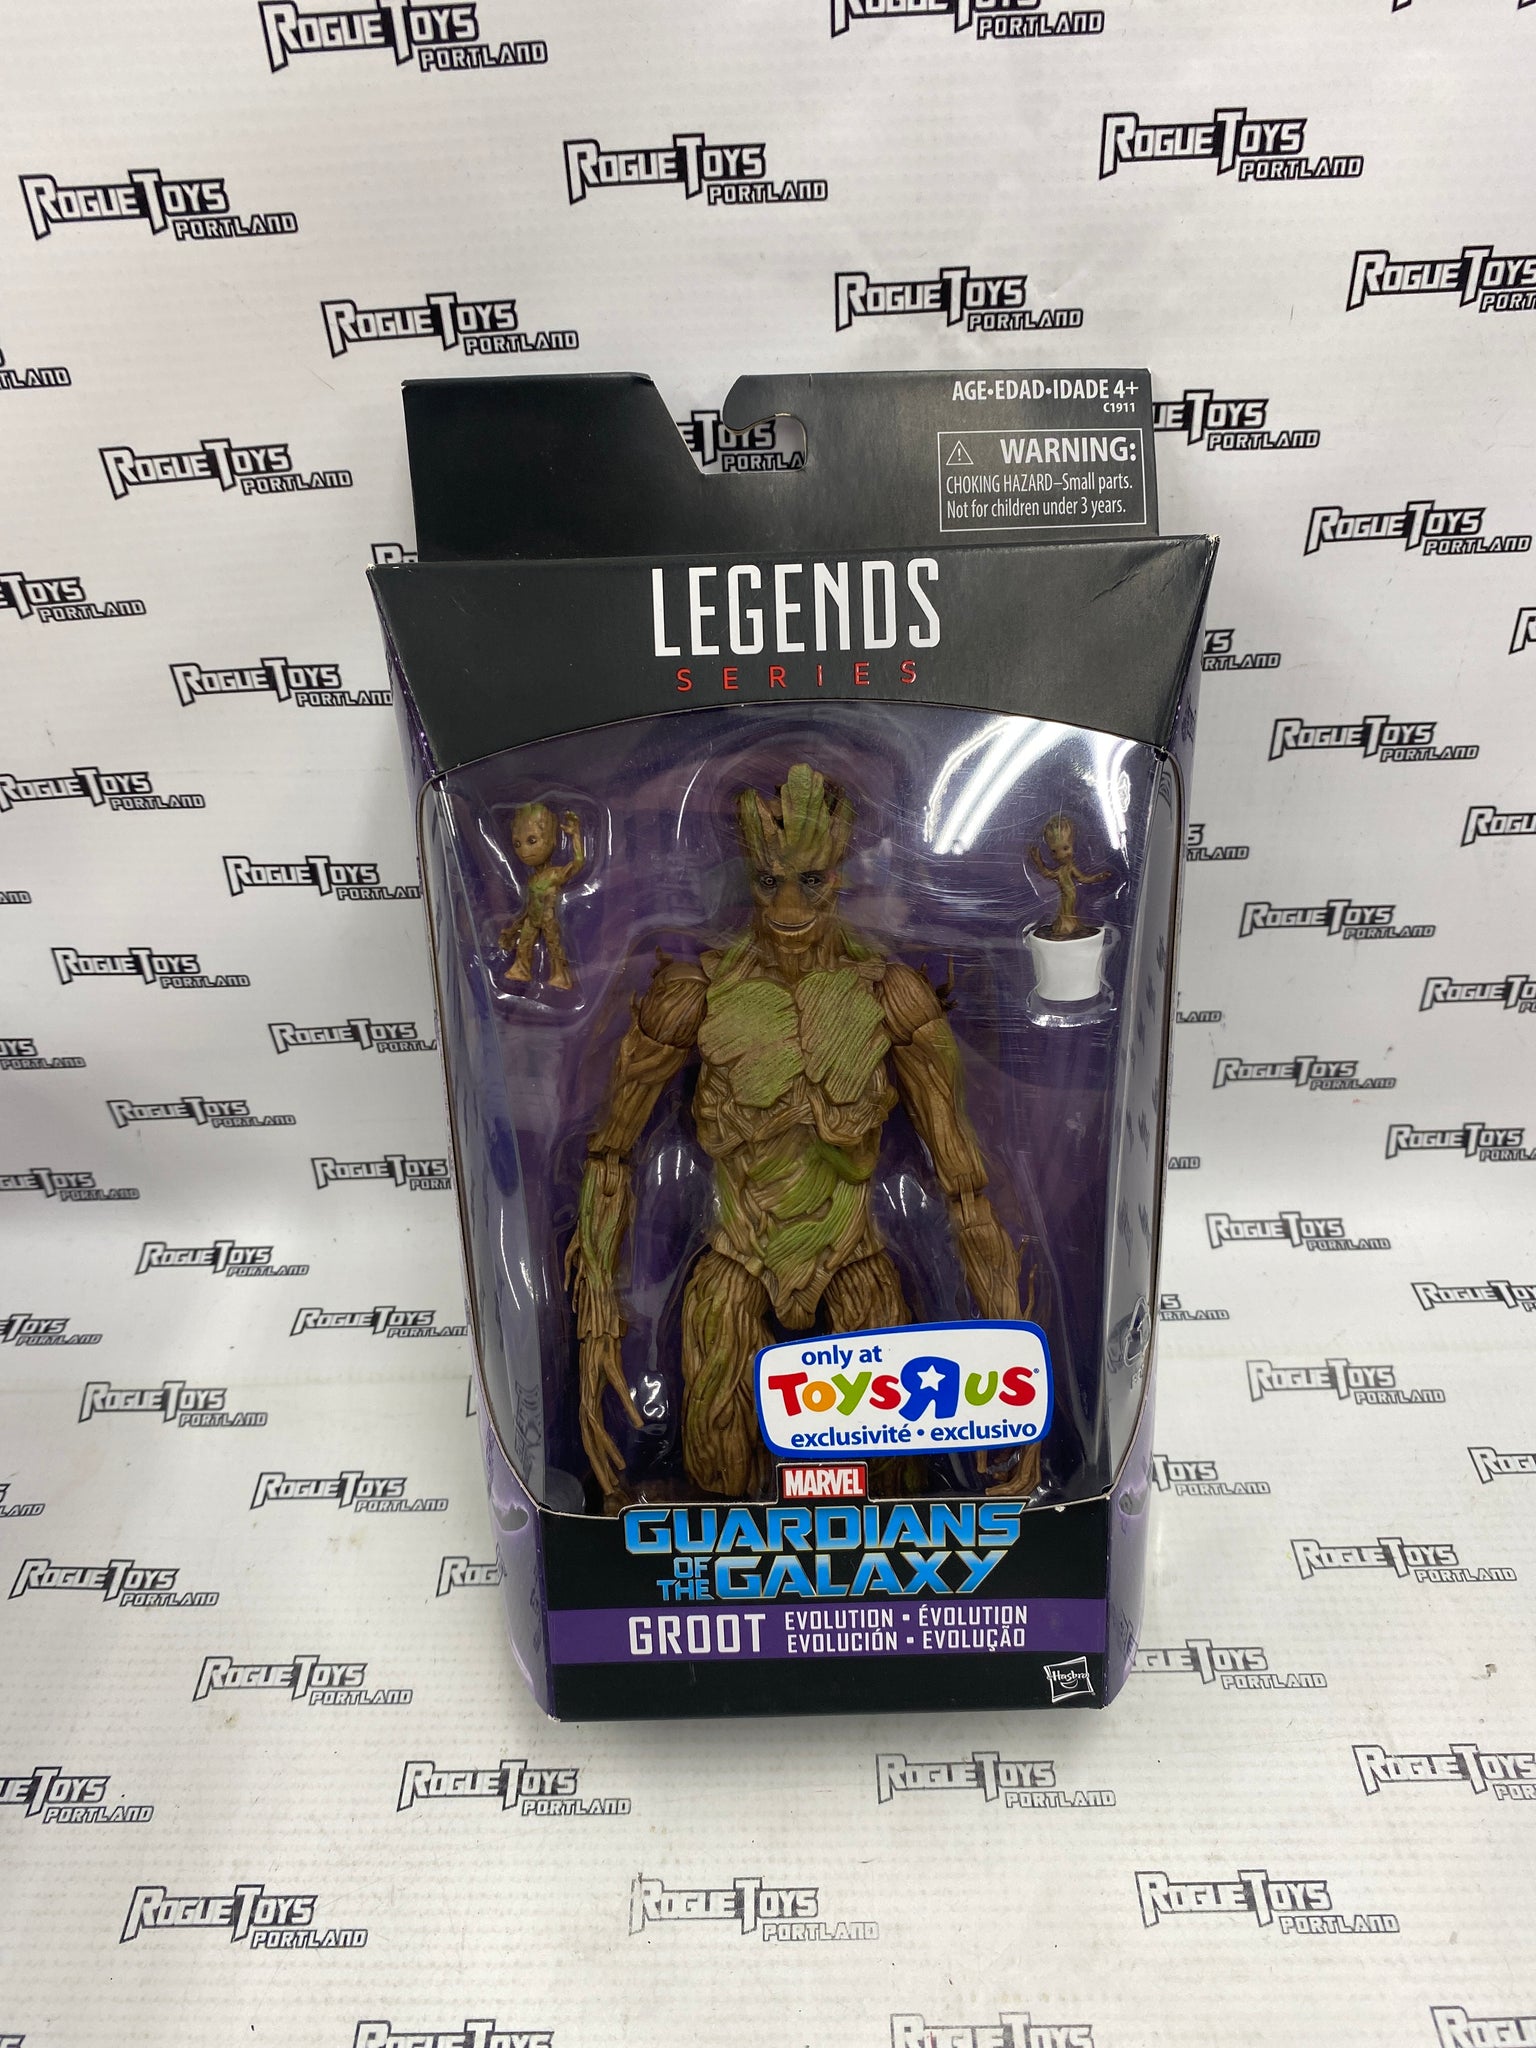 ROGUE TOYS
PORTLAND
AGE•EDAD•IDADE 4+
C1911
WARNING:
CHOKING HAZARD–Small parts.
Not for children under 3 years.
LEGENDS
SERIES
only at
TOYSRUS®
exclusivité • exclusivo
MARVEL
GUARDIANS
OF THE GALAXY
GROOT EVOLUTION • ÉVOLUTION
EVOLUCIÓN • EVOLUÇÃO
Hasbro